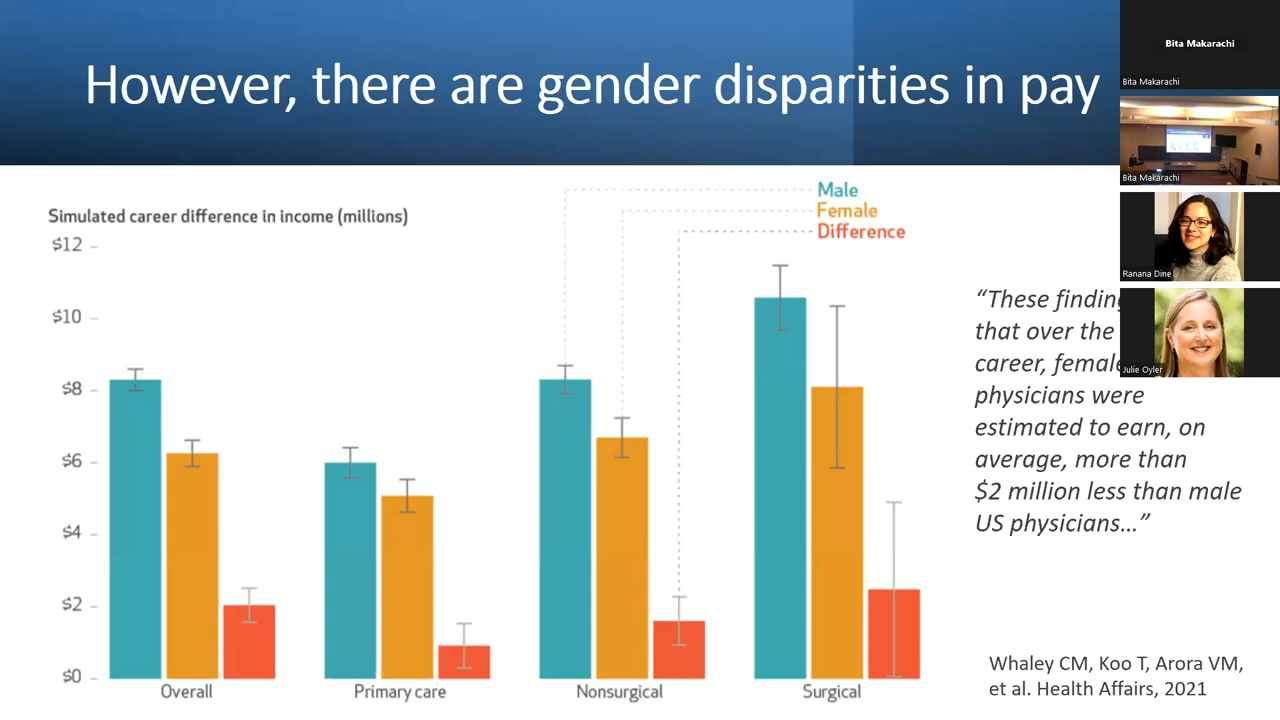 However, there are gender disparities in pay
Bita Makarachi
Bita Makarachi
Bita Makarachi
Ranana Dine
Julie Oyler
Simulated career difference in income (millions)
Male
Female
Difference
$12
$10
$8
$6
$4
$2
$0
Overall
Primary care
Nonsurgical
Surgical
“These
that over the
career, female
physicians were
estimated to earn, on
average, more than
$2 million less than male
US physicians…”
Whaley CM, Koo T, Arora VM,
et al. Health Affairs, 2021